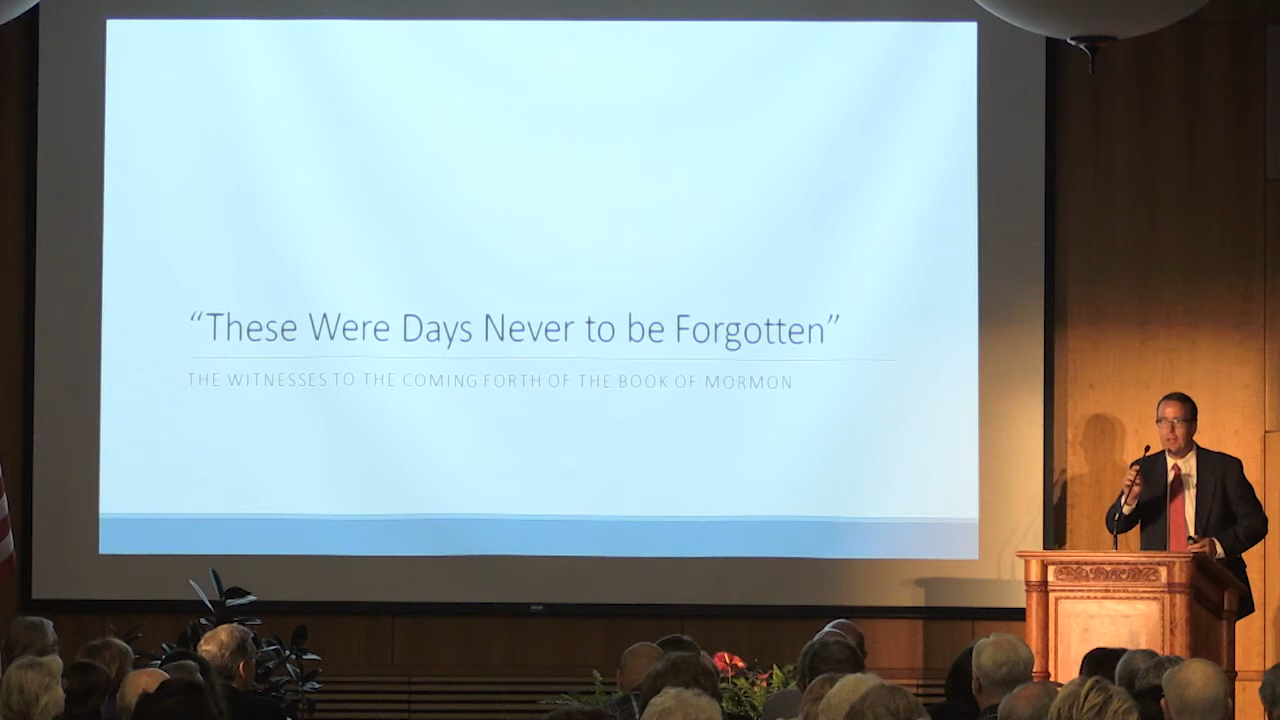 “These Were Days Never to be Forgotten”
THE WITNESSES TO THE COMING FORTH OF THE BOOK OF MORMON